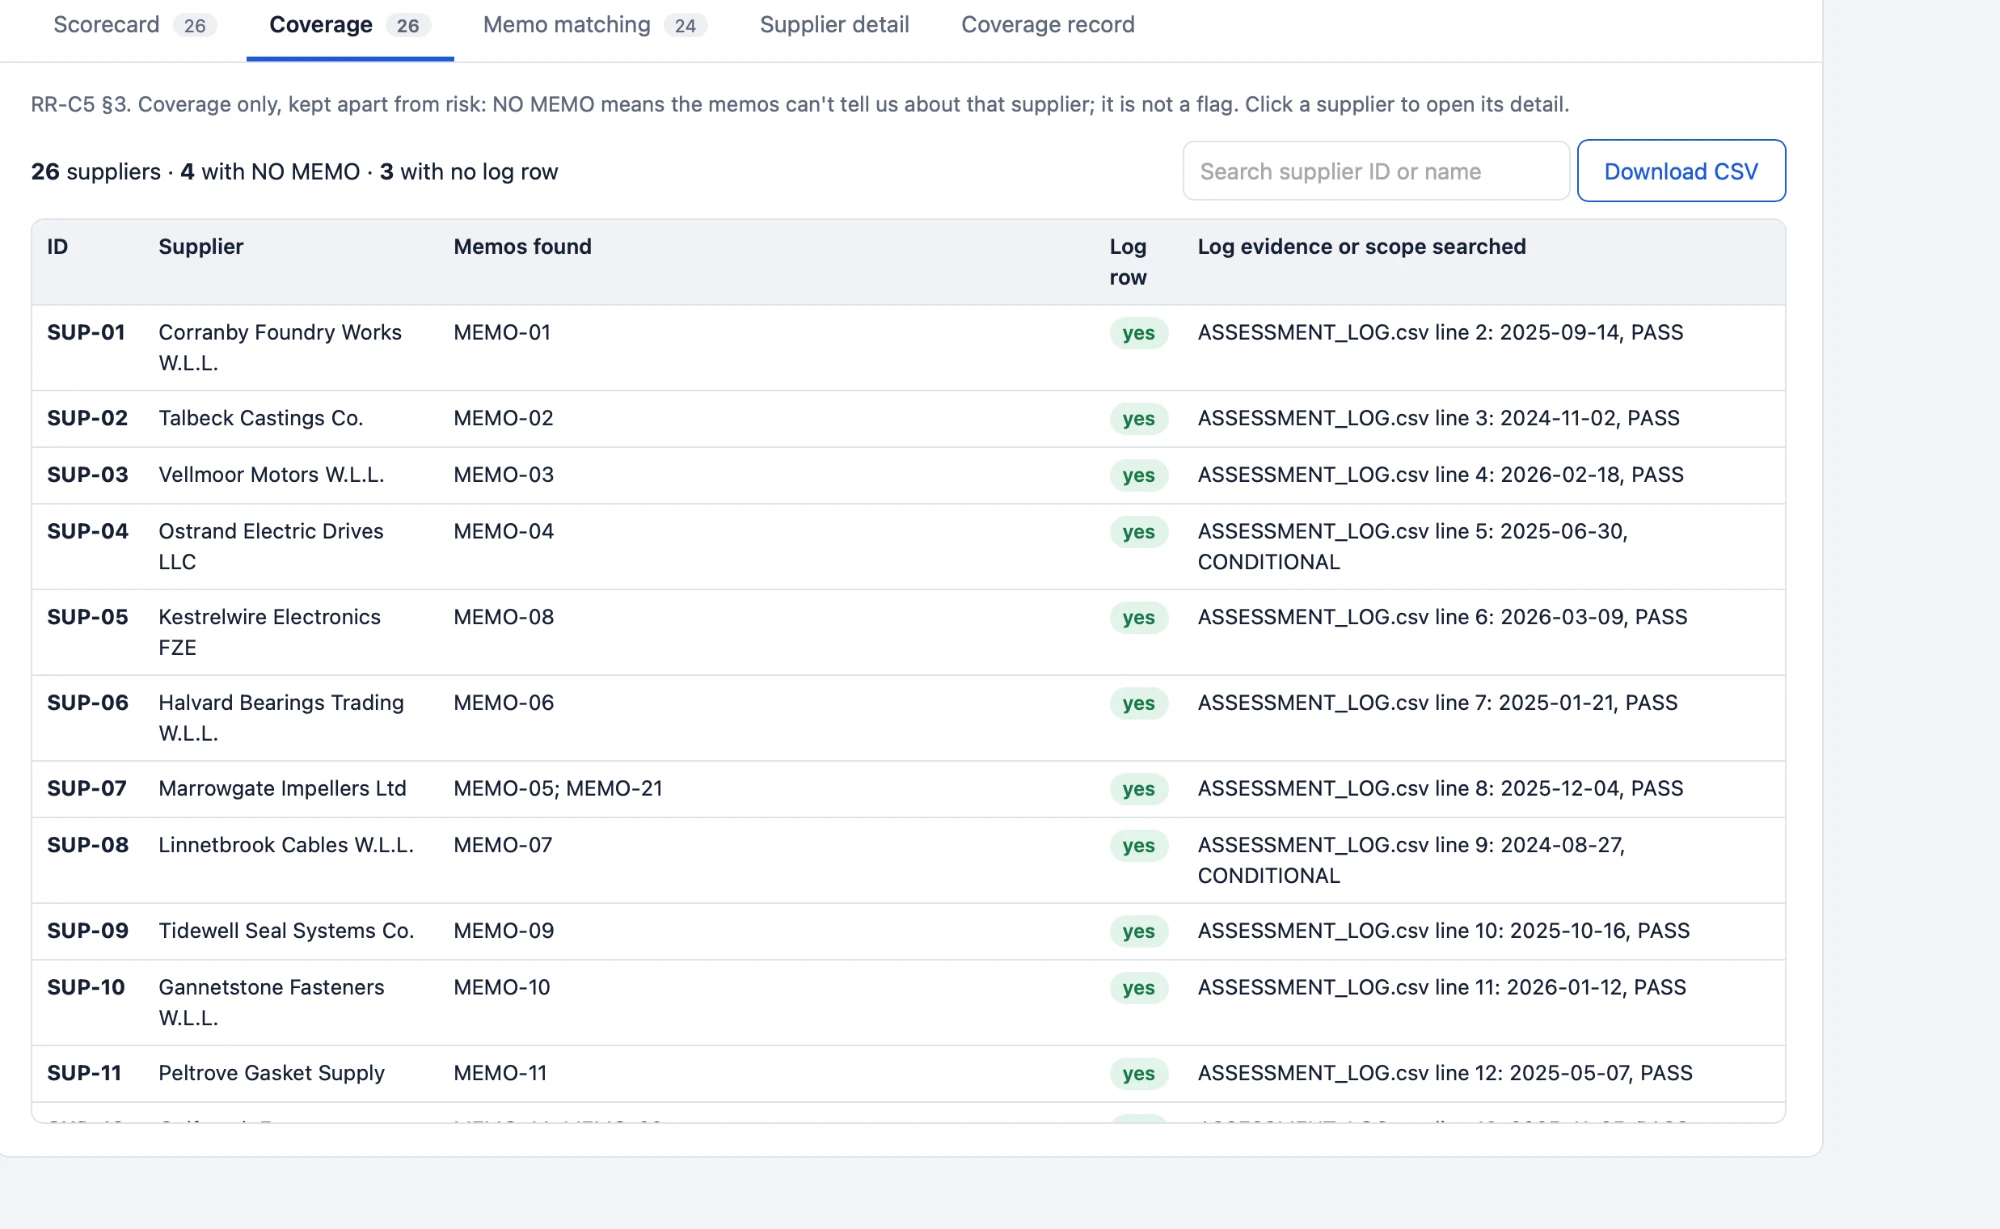 Scorecard 26 Coverage 26 Memo matching 24 Supplier detail Coverage record
RR-C5 §3. Coverage only, kept apart from risk: NO MEMO means the memos can't tell us about that supplier; it is not a flag. Click a supplier to open its detail.
26 suppliers · 4 with NO MEMO · 3 with no log row
Search supplier ID or name
Download CSV
ID Supplier Memos found Log row Log evidence or scope searched
SUP-01 Corranby Foundry Works W.L.L. MEMO-01 yes ASSESSMENT_LOG.csv line 2: 2025-09-14, PASS
SUP-02 Talbeck Castings Co. MEMO-02 yes ASSESSMENT_LOG.csv line 3: 2024-11-02, PASS
SUP-03 Vellmoor Motors W.L.L. MEMO-03 yes ASSESSMENT_LOG.csv line 4: 2026-02-18, PASS
SUP-04 Ostrand Electric Drives LLC MEMO-04 yes ASSESSMENT_LOG.csv line 5: 2025-06-30, CONDITIONAL
SUP-05 Kestrelwire Electronics FZE MEMO-08 yes ASSESSMENT_LOG.csv line 6: 2026-03-09, PASS
SUP-06 Halvard Bearings Trading W.L.L. MEMO-06 yes ASSESSMENT_LOG.csv line 7: 2025-01-21, PASS
SUP-07 Marrowgate Impellers Ltd MEMO-05; MEMO-21 yes ASSESSMENT_LOG.csv line 8: 2025-12-04, PASS
SUP-08 Linnetbrook Cables W.L.L. MEMO-07 yes ASSESSMENT_LOG.csv line 9: 2024-08-27, CONDITIONAL
SUP-09 Tidewell Seal Systems Co. MEMO-09 yes ASSESSMENT_LOG.csv line 10: 2025-10-16, PASS
SUP-10 Gannetstone Fasteners W.L.L. MEMO-10 yes ASSESSMENT_LOG.csv line 11: 2026-01-12, PASS
SUP-11 Peltrove Gasket Supply MEMO-11 yes ASSESSMENT_LOG.csv line 12: 2025-05-07, PASS